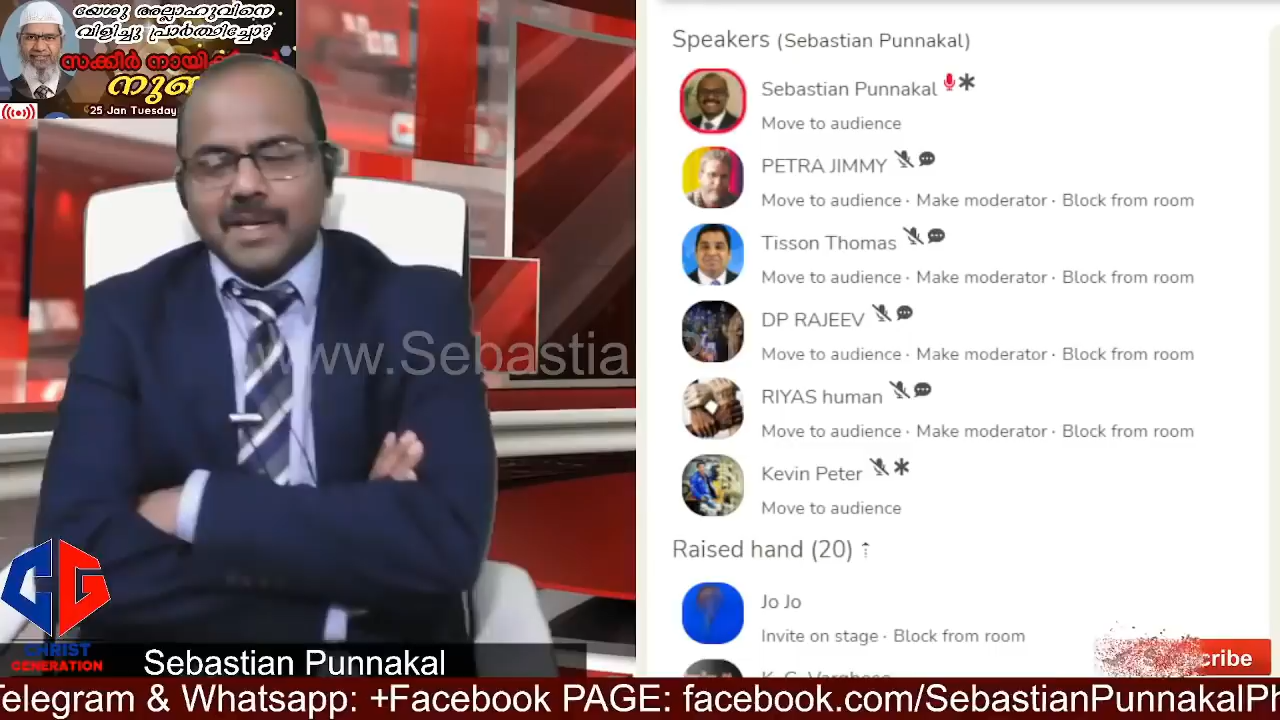 യേശു അല്ലാഹുവിനെ
വിളിച്ചു പ്രാർത്ഥിച്ചോ?
സക്കീർ
25 Jan Tuesday
www.Sebastia
CHRIST
GENERATION
Sebastian Punnakal
Speakers (Sebastian Punnakal)
Sebastian Punnakal
Move to audience
PETRA JIMMY
Move to audience · Make moderator · Block from room
Tisson Thomas
Move to audience · Make moderator · Block from room
DP RAJEEV
Move to audience · Make moderator · Block from room
RIYAS human
Move to audience · Make moderator · Block from room
Kevin Peter
Move to audience
Raised hand (20)
Jo Jo
Invite on stage · Block from room
cribe
Telegram & Whatsapp: +Facebook PAGE: facebook.com/SebastianPunnakalPh